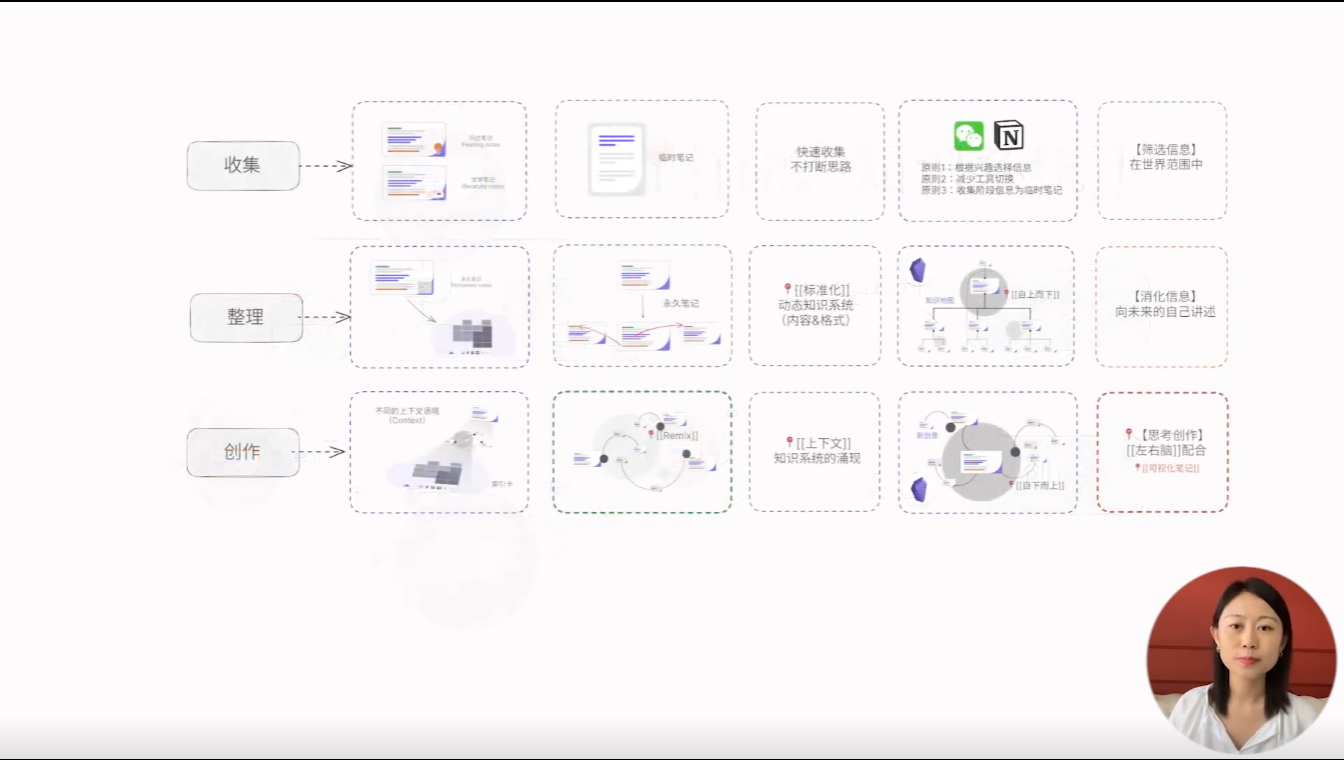 收集
闪念笔记
Fleeting notes
文学笔记
literature notes
临时笔记
快速收集
不打断思路
N
原则1：根据兴趣选择信息
原则2：减少工具切换
原则3：收集阶段信息为临时笔记
【筛选信息】
在世界范围中
整理
永久笔记
Permanent notes
永久笔记
[[标准化]]
动态知识系统
（内容&格式）
知识地图
[[自上而下]]
【消化信息】
向未来的自己讲述
创作
不同的上下文语境
（Context）
索引卡
[[Remix]]
[[上下文]]
知识系统的涌现
新创意
[[自下而上]]
【思考创作】
[[左右脑]]配合
[[可视化笔记]]